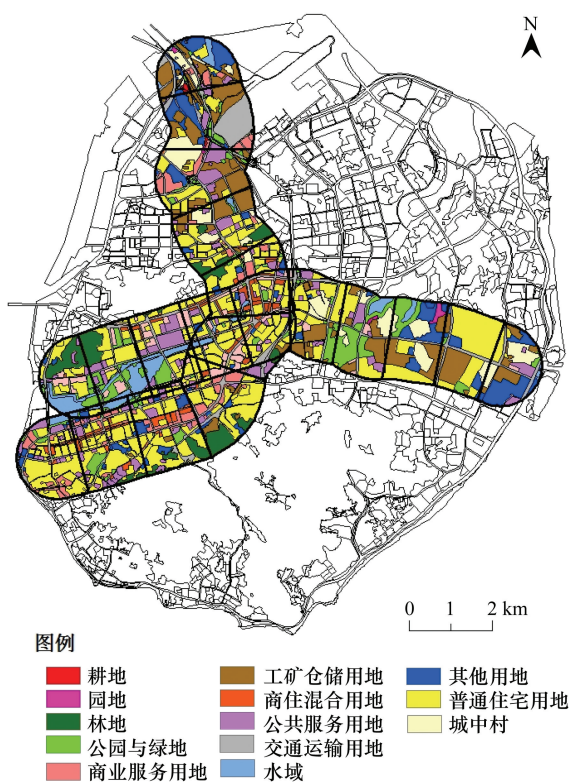 N
0 1 2 km
图例
耕地 工矿仓储用地 其他用地
园地 商住混合用地 普通住宅用地
林地 公共服务用地 城中村
公园与绿地 交通运输用地
商业服务用地 水域